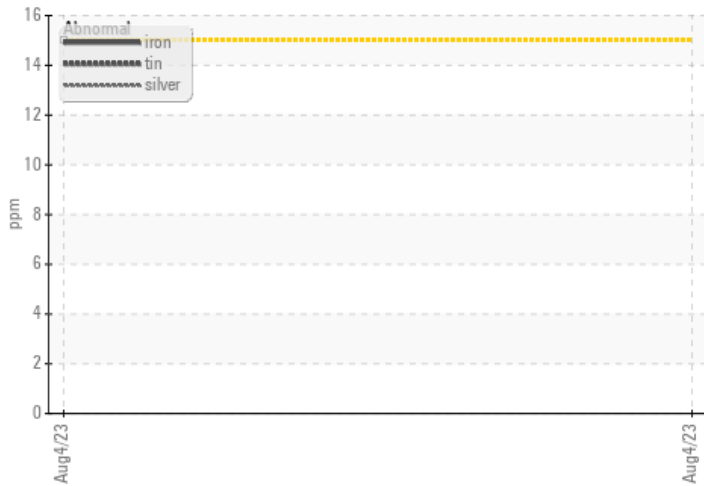 16
Abnormal
iron
tin
silver
14
12
10
8
6
4
2
0
ppm
Aug4/23
Aug4/23